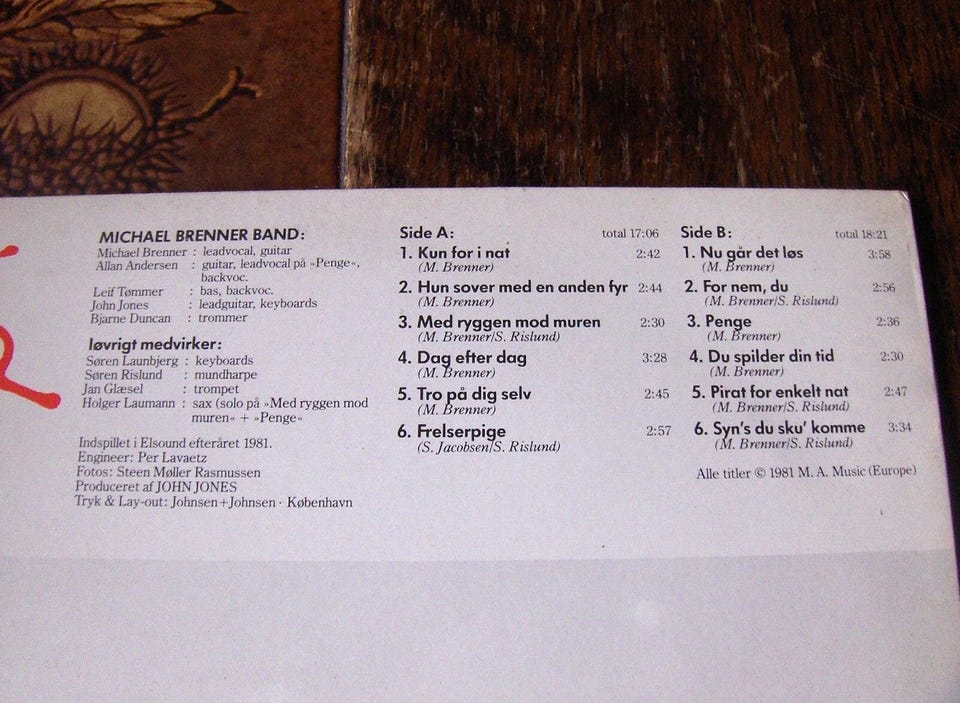 MICHAEL BRENNER BAND:
Michael Brenner : leadvocal, guitar
Allan Andersen : guitar, leadvocal på »Penge«,
backvoc.
Leif Tømmer : bas, backvoc.
John Jones : leadguitar, keyboards
Bjarne Duncan : trommer
Iøvrigt medvirker:
Søren Launbjerg : keyboards
Søren Rislund : mundharpe
Jan Glæsel : trompet
Holger Laumann : sax (solo på »Med ryggen mod
muren« + »Penge«
Indspillet i Elsound efteråret 1981.
Engineer: Per Lavaetz
Fotos: Steen Møller Rasmussen
Produceret af JOHN JONES
Tryk & Lay-out: Johnsen+Johnsen · København
Side A: total 17:06
1. Kun for i nat 2:42
(M. Brenner)
2. Hun sover med en anden fyr 2:44
(M. Brenner)
3. Med ryggen mod muren 2:30
(M. Brenner/S. Rislund)
4. Dag efter dag 3:28
(M. Brenner)
5. Tro på dig selv 2:45
(M. Brenner)
6. Frelserpige 2:57
(S. Jacobsen/S. Rislund)
Side B: total 18:21
1. Nu går det løs 3:58
(M. Brenner)
2. For nem, du 2:56
(M. Brenner/S. Rislund)
3. Penge 2:36
(M. Brenner)
4. Du spilder din tid 2:30
(M. Brenner)
5. Pirat for enkelt nat 2:47
(M. Brenner/S. Rislund)
6. Syn's du sku' komme 3:34
(M. Brenner/S. Rislund)
Alle titler © 1981 M. A. Music (Europe)